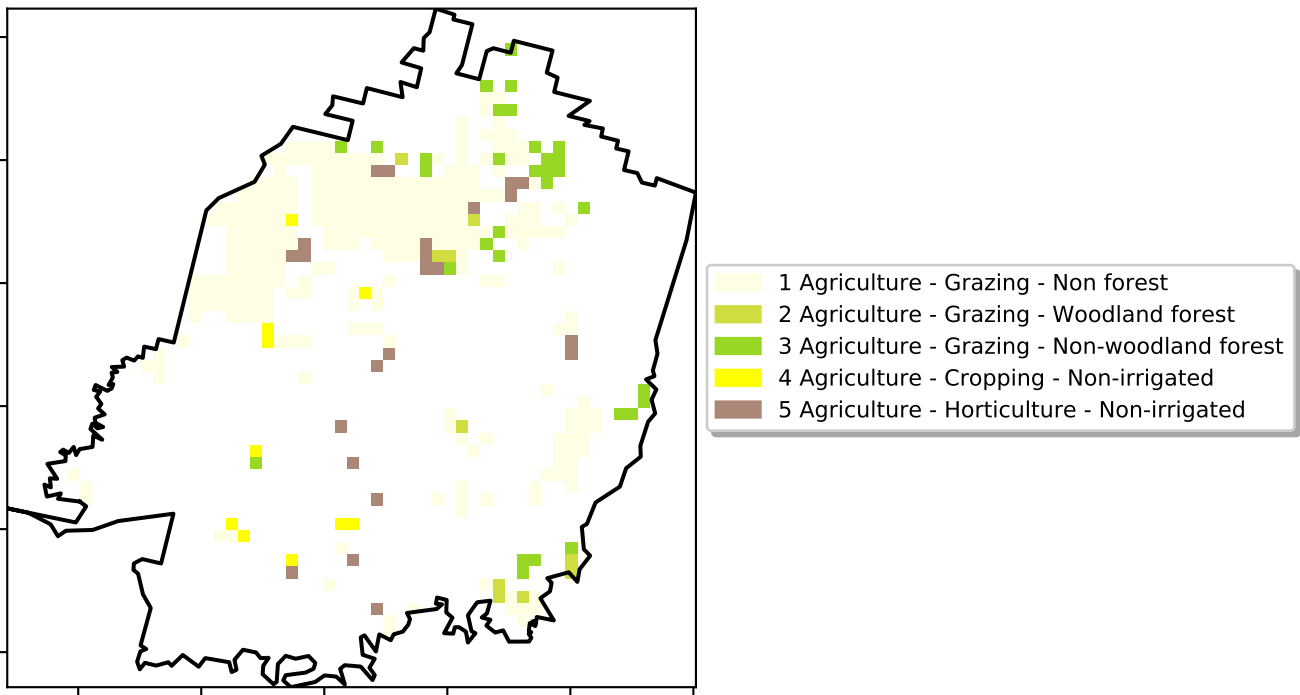 1 Agriculture - Grazing - Non forest
2 Agriculture - Grazing - Woodland forest
3 Agriculture - Grazing - Non-woodland forest
4 Agriculture - Cropping - Non-irrigated
5 Agriculture - Horticulture - Non-irrigated